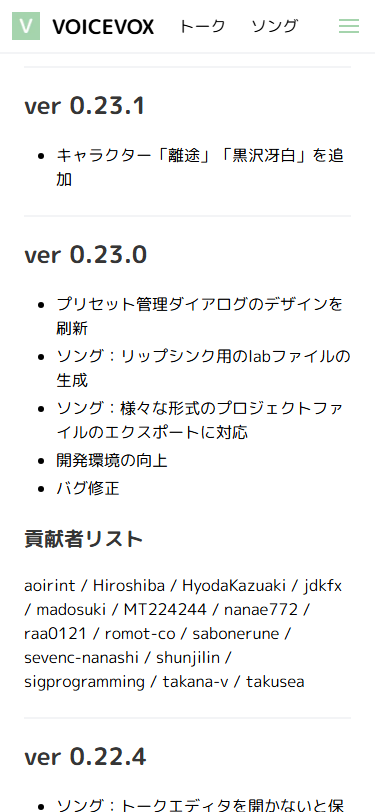 V VOICEVOX トーク ソング
ver 0.23.1
キャラクター「離途」「黒沢冴白」を追
加
ver 0.23.0
プリセット管理ダイアログのデザインを
刷新
ソング：リップシンク用のlabファイルの
生成
ソング：様々な形式のプロジェクトファ
イルのエクスポートに対応
開発環境の向上
バグ修正
貢献者リスト
aoirint / Hiroshiba / HyodaKazuaki / jdkfx
/ madosuki / MT224244 / nanae772 /
raa0121 / romot-co / sabonerune /
sevenc-nanashi / shunjilin /
sigprogramming / takana-v / takusea
ver 0.22.4
ソング：トークエディタを開かないと保